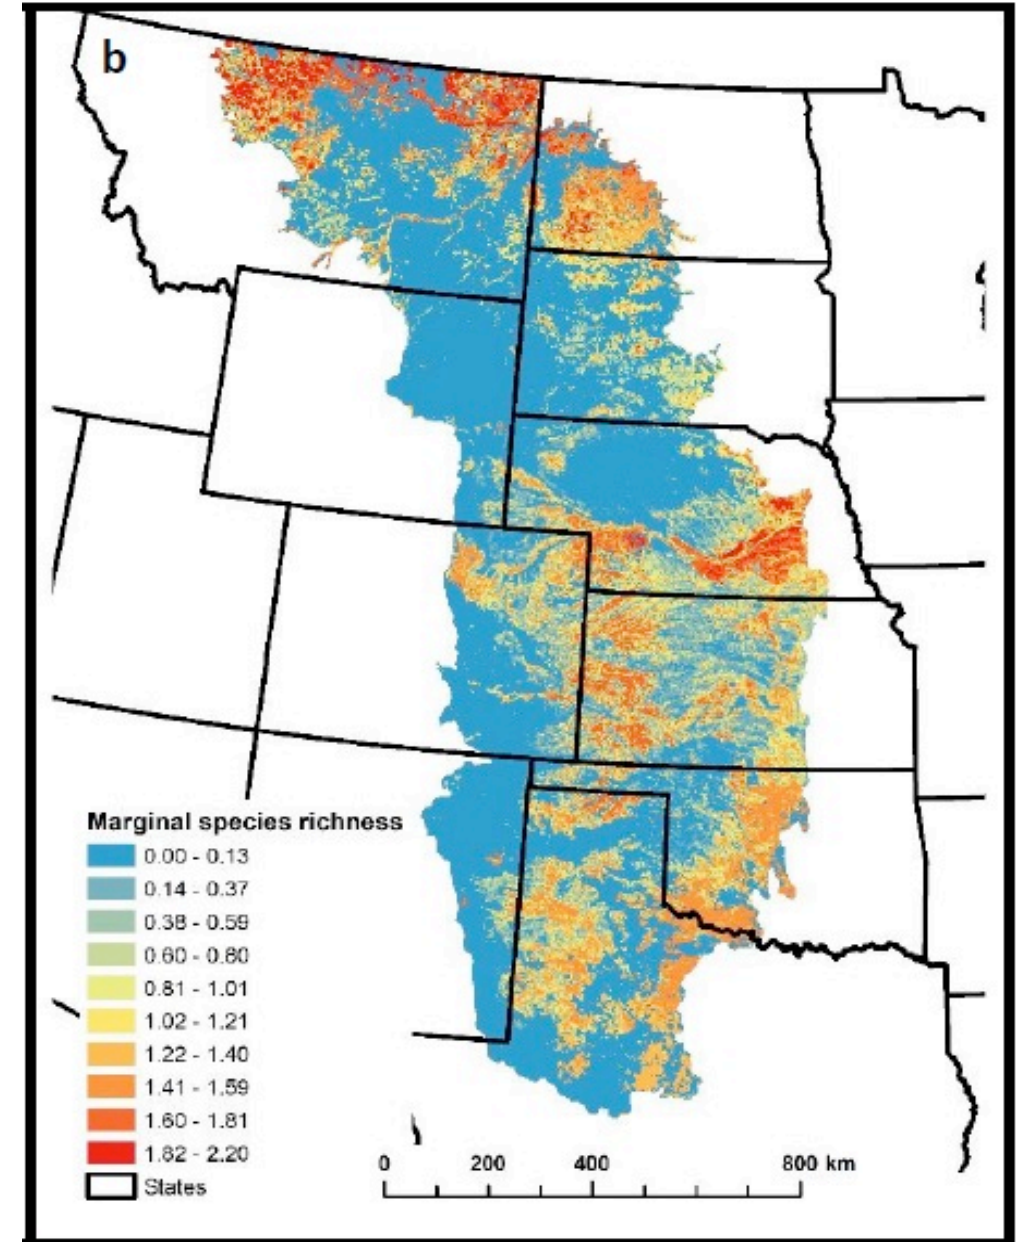 b
Marginal species richness
0.00 - 0.13
0.14 - 0.37
0.38 - 0.59
0.60 - 0.80
0.81 - 1.01
1.02 - 1.21
1.22 - 1.40
1.41 - 1.59
1.60 - 1.81
1.82 - 2.20
States
0 200 400 800 km